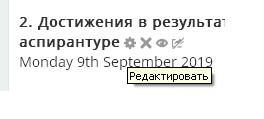 2. Достижения в результат
аспирантуре
Monday 9th September 2019
Редактировать